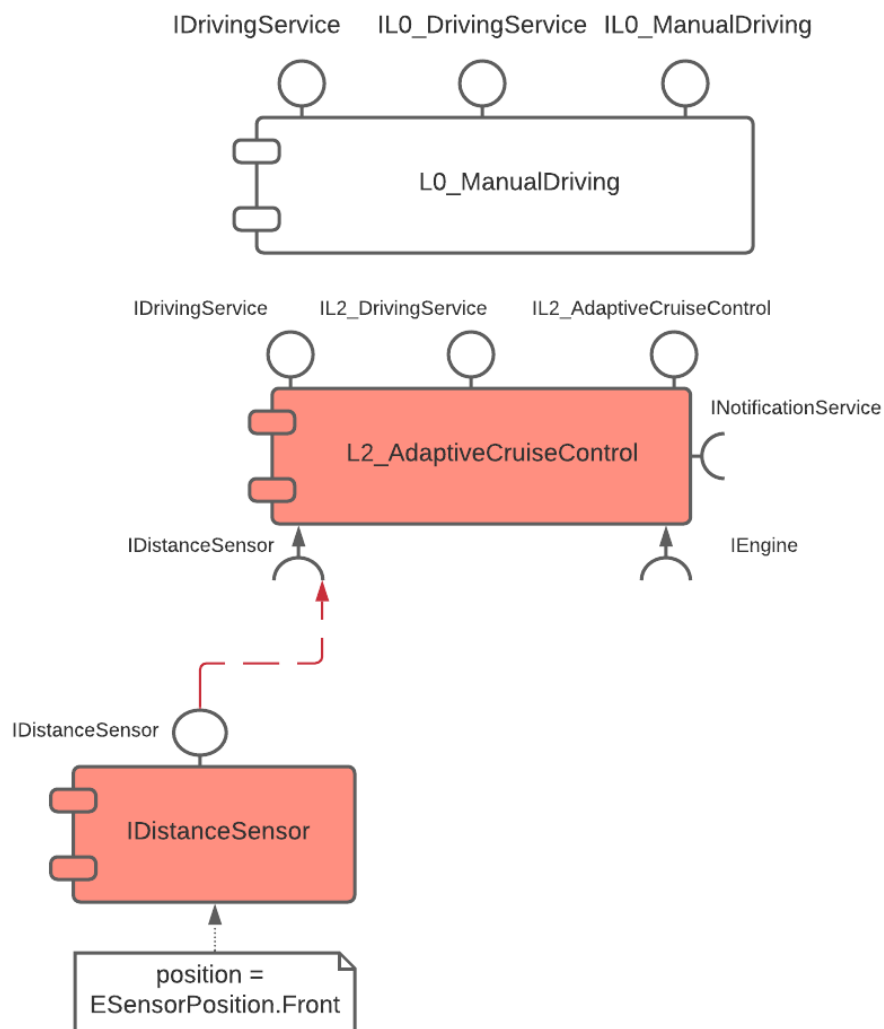 IDrivingService IL0_DrivingService IL0_ManualDriving
L0_ManualDriving
IDrivingService IL2_DrivingService IL2_AdaptiveCruiseControl
INotificationService
L2_AdaptiveCruiseControl
IDistanceSensor IEngine
IDistanceSensor
IDistanceSensor
position =
ESensorPosition.Front